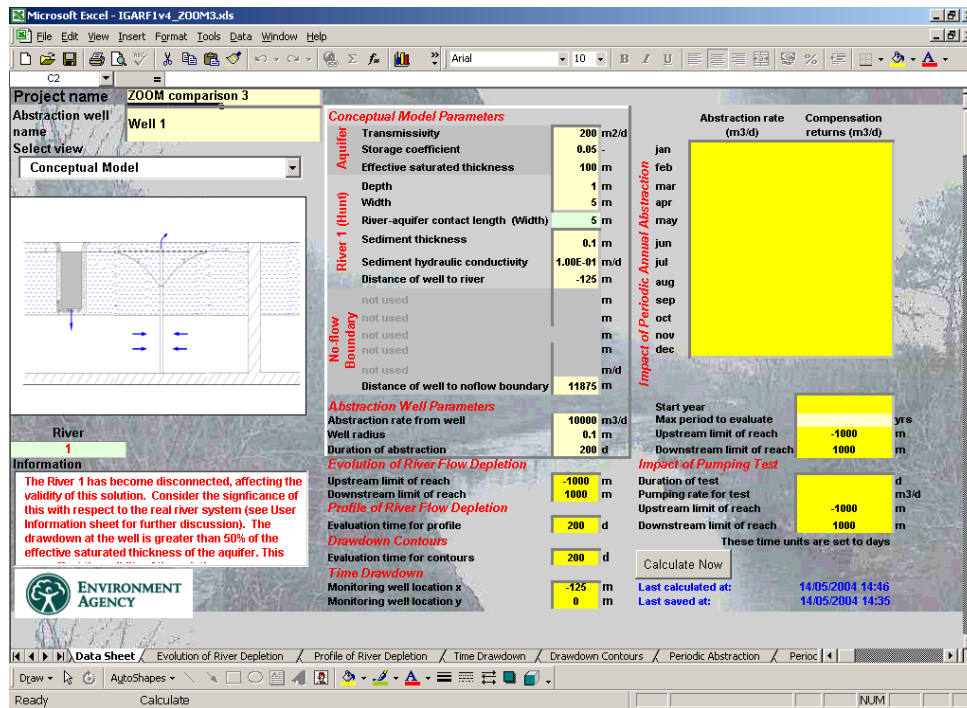 Microsoft Excel - IGARF1v4_ZOOM3.xls
File Edit View Insert Format Tools Data Window Help
Arial 10 B I U
C2 =
Project name ZOOM comparison 3
Abstraction well name Well 1
Select view
Conceptual Model
River
1
Information
The River 1 has become disconnected, affecting the
validity of this solution. Consider the signficance of
this with respect to the real river system (see User
Information sheet for further discussion). The
drawdown at the well is greater than 50% of the
effective saturated thickness of the aquifer. This
ENVIRONMENT
AGENCY
Conceptual Model Parameters
Aquifer
Transmissivity 200 m2/d
Storage coefficient 0.05 -
Effective saturated thickness 100 m
River 1 (Hunt)
Depth 1 m
Width 5 m
River-aquifer contact length (Width) 5 m
Sediment thickness 0.1 m
Sediment hydraulic conductivity 1.00E-01 m/d
Distance of well to river -125 m
No-flow Boundary
not used m
not used m
not used m
not used m
not used m/d
Distance of well to noflow boundary 11875 m
Abstraction Well Parameters
Abstraction rate from well 10000 m3/d
Well radius 0.1 m
Duration of abstraction 200 d
Evolution of River Flow Depletion
Upstream limit of reach -1000 m
Downstream limit of reach 1000 m
Profile of River Flow Depletion
Evaluation time for profile 200 d
Drawdown Contours
Evaluation time for contours 200 d
Time Drawdown
Monitoring well location x -125 m
Monitoring well location y 0 m
Impact of Periodic Annual Abstraction
Abstraction rate (m3/d) Compensation returns (m3/d)
jan
feb
mar
apr
may
jun
jul
aug
sep
oct
nov
dec
Start year
Max period to evaluate yrs
Upstream limit of reach -1000 m
Downstream limit of reach 1000 m
Impact of Pumping Test
Duration of test d
Pumping rate for test m3/d
Upstream limit of reach -1000 m
Downstream limit of reach 1000 m
These time units are set to days
Calculate Now
Last calculated at: 14/05/2004 14:46
Last saved at: 14/05/2004 14:35
Data Sheet / Evolution of River Depletion / Profile of River Depletion / Time Drawdown / Drawdown Contours / Periodic Abstraction / Perioc
Draw AutoShapes
Ready Calculate NUM